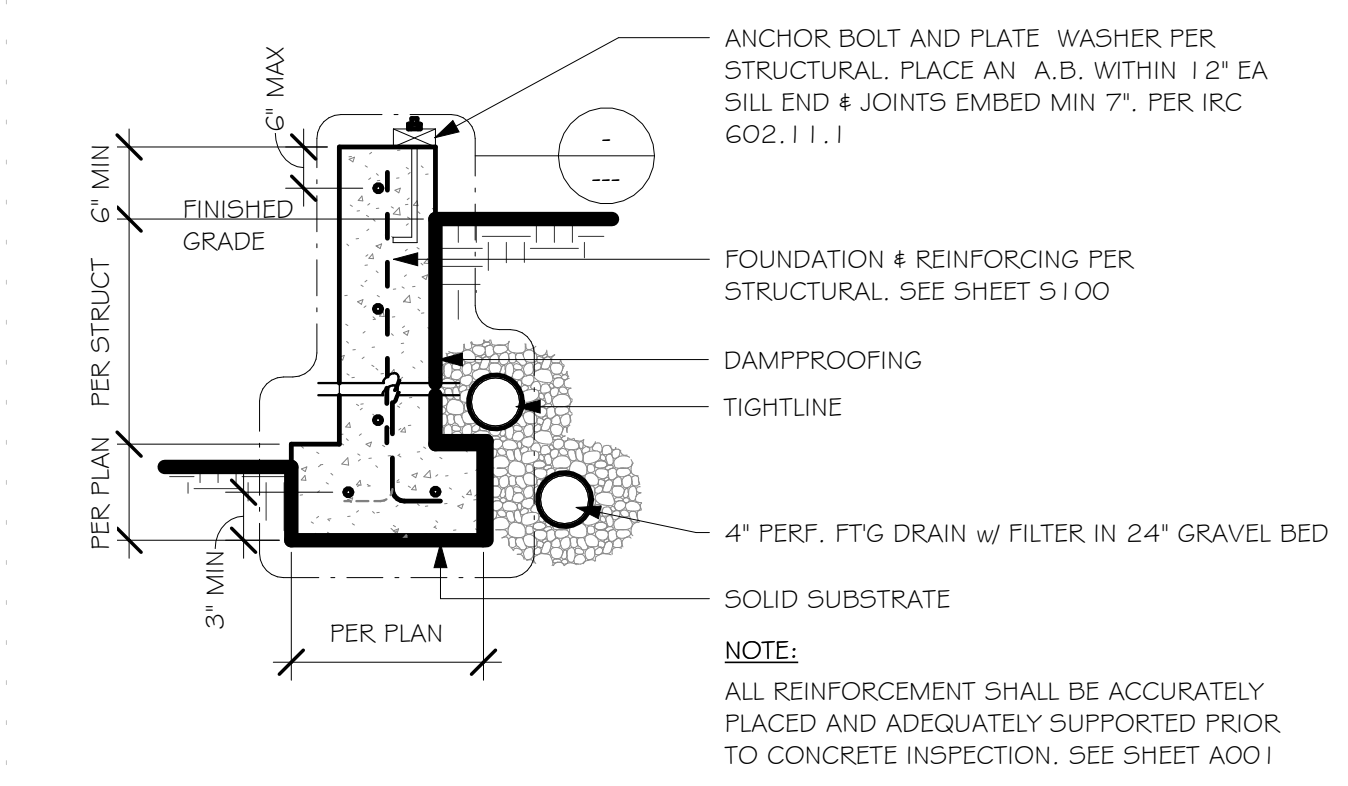 ANCHOR BOLT AND PLATE WASHER PER
STRUCTURAL. PLACE AN A.B. WITHIN 12" EA
SILL END & JOINTS EMBED MIN 7". PER IRC
602.11.1
-
---
6" MAX
6" MIN
FINISHED
GRADE
PER STRUCT
FOUNDATION & REINFORCING PER
STRUCTURAL. SEE SHEET S100
DAMPPROOFING
TIGHTLINE
PER PLAN
3" MIN
4" PERF. FT'G DRAIN w/ FILTER IN 24" GRAVEL BED
SOLID SUBSTRATE
PER PLAN
NOTE:
ALL REINFORCEMENT SHALL BE ACCURATELY
PLACED AND ADEQUATELY SUPPORTED PRIOR
TO CONCRETE INSPECTION. SEE SHEET A001